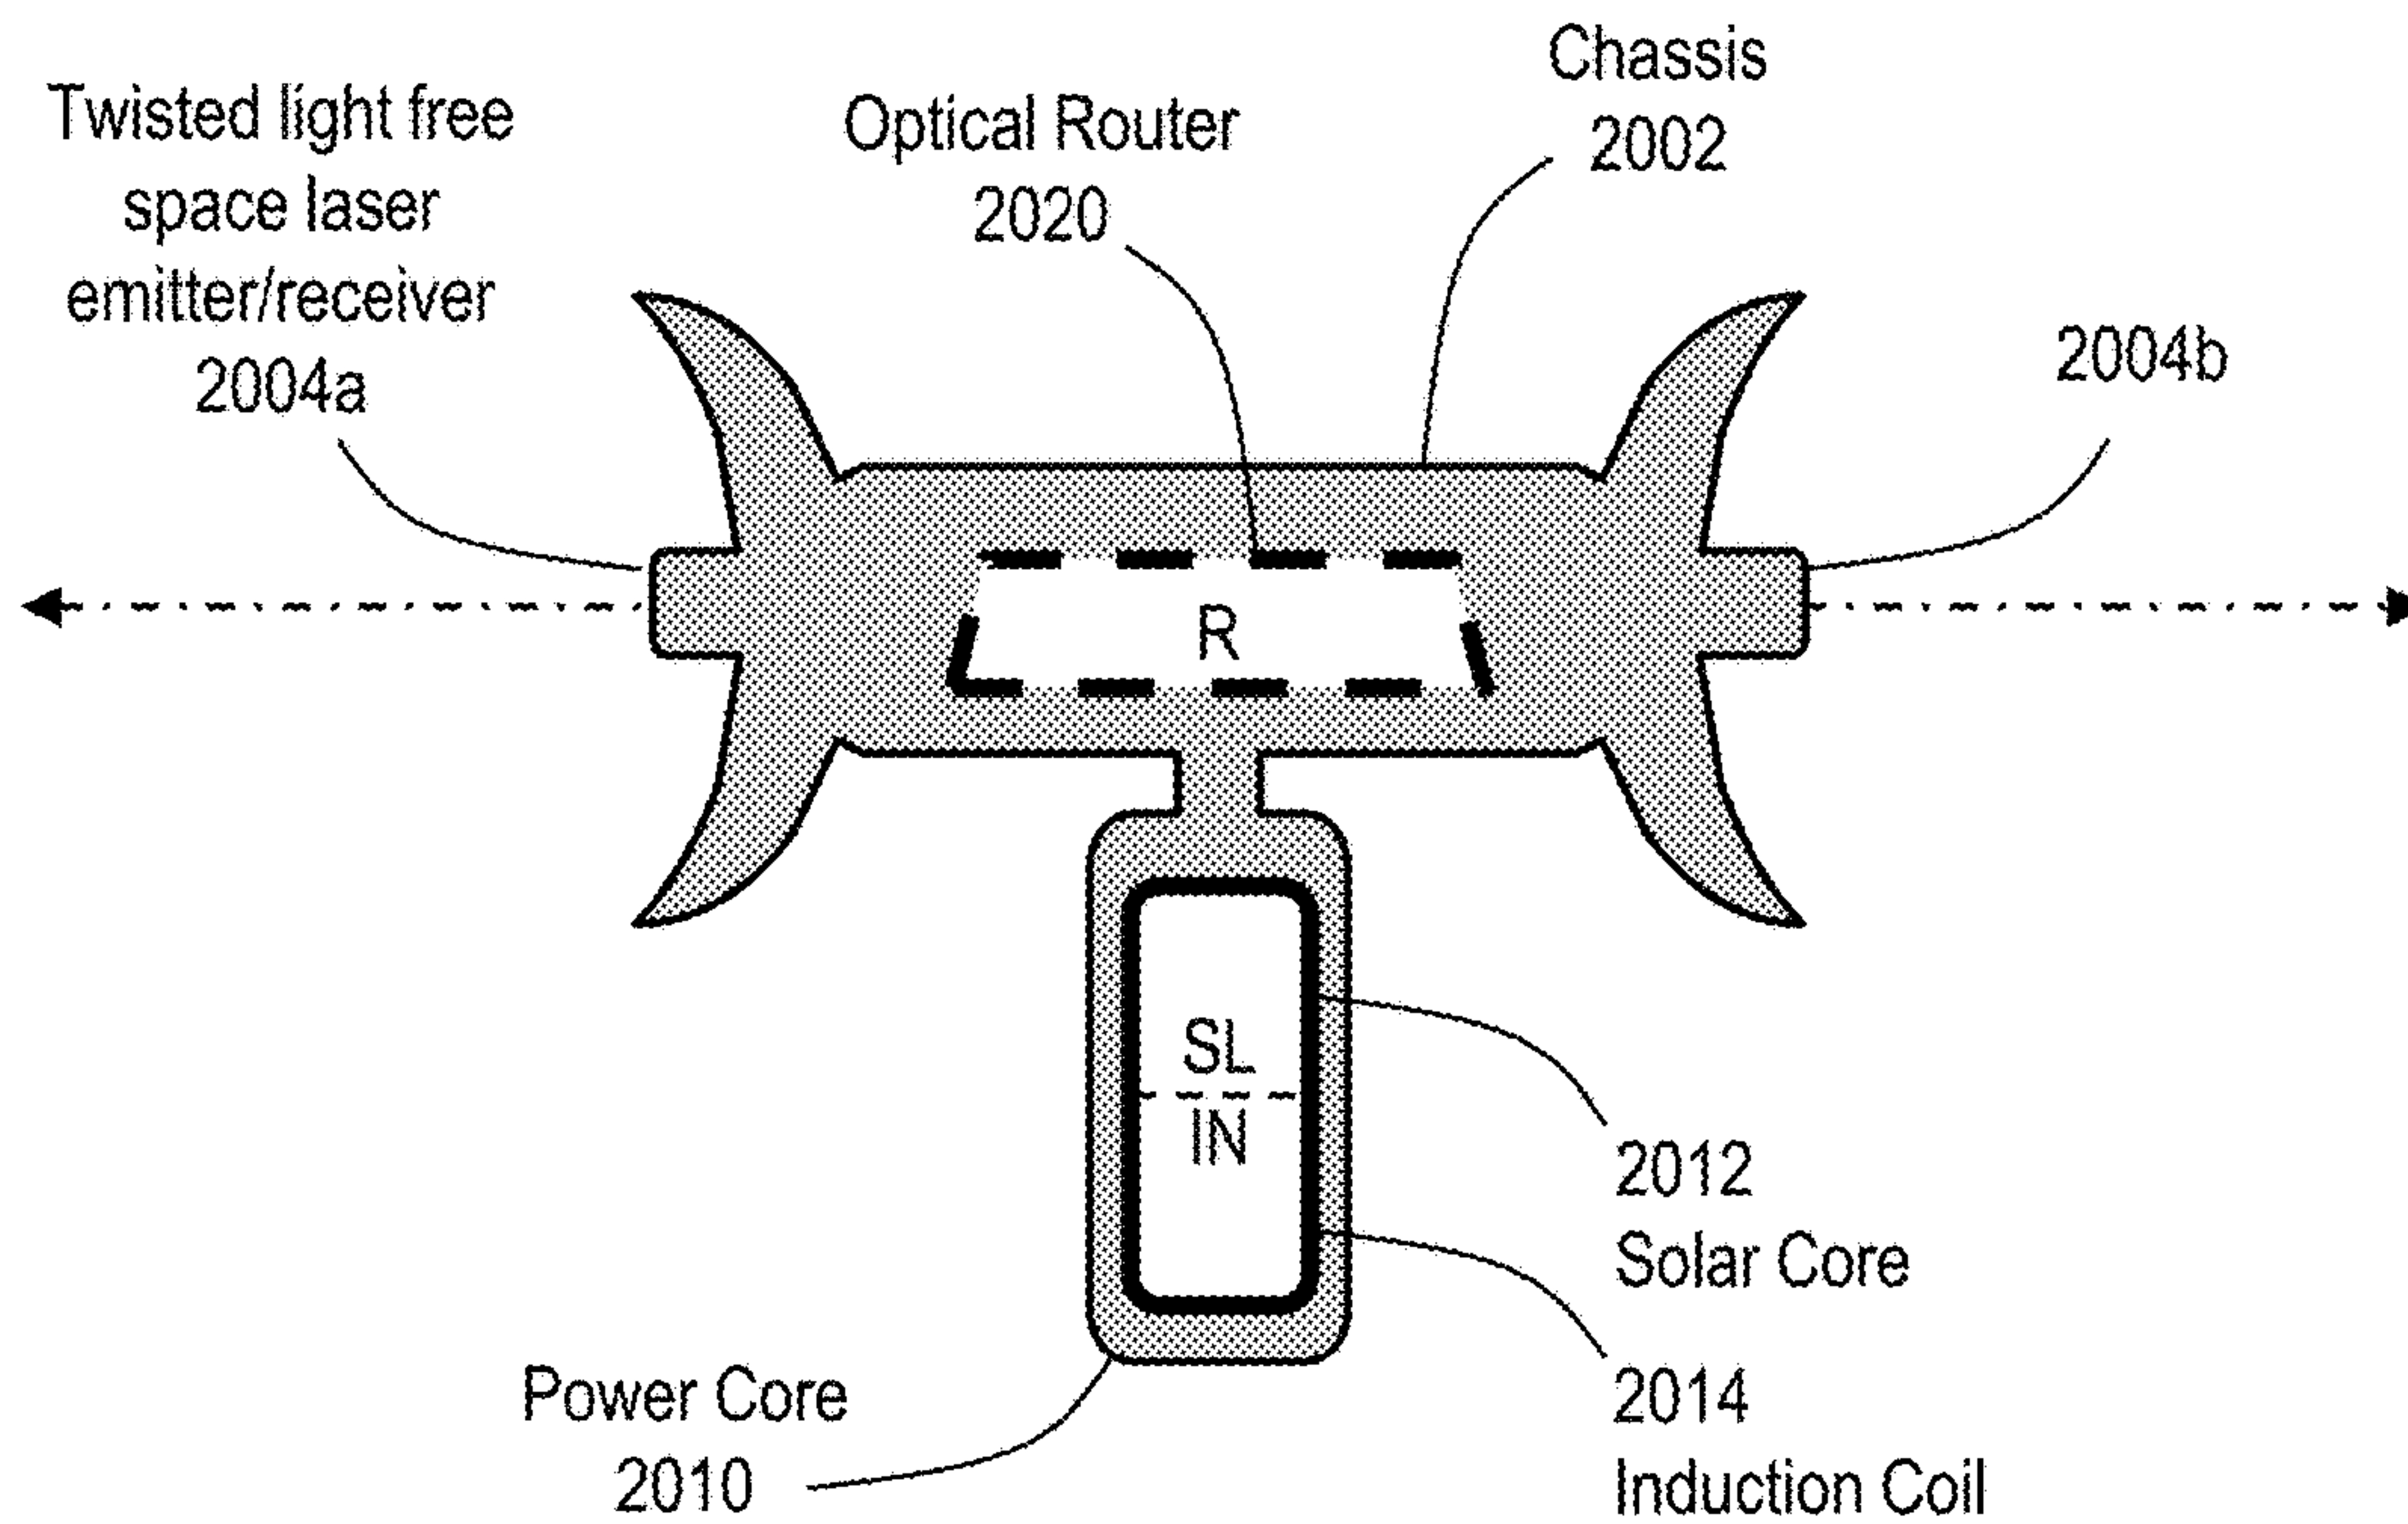 Twisted light free
space laser
emitter/receiver
2004a
Optical Router
2020
Chassis
2002
2004b
R
SL
IN
2012
Solar Core
2014
Induction Coil
Power Core
2010